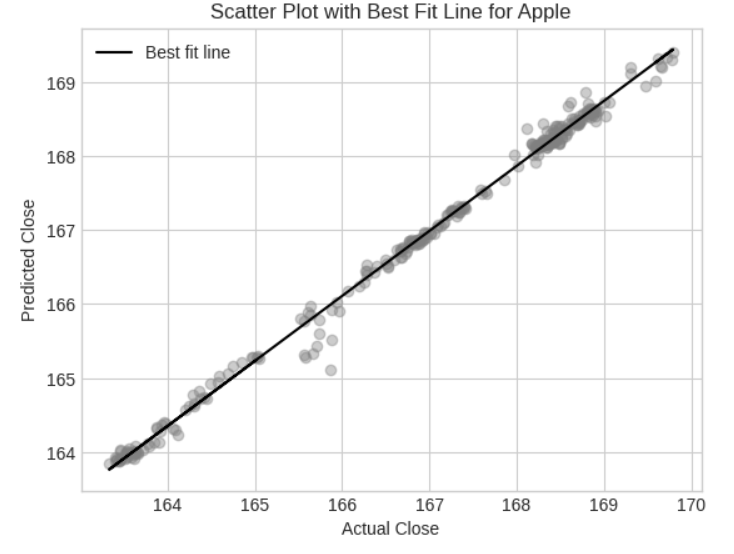 Scatter Plot with Best Fit Line for Apple
Best fit line
169
168
167
166
165
164
Predicted Close
164 165 166 167 168 169 170
Actual Close